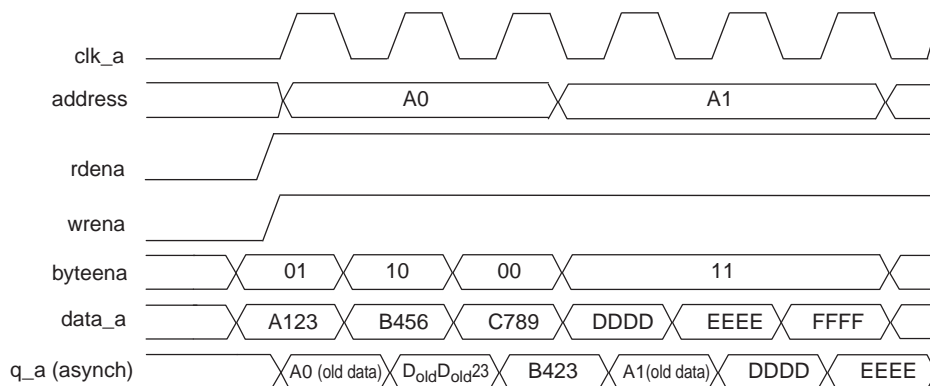 clk_a
address A0 A1
rdena
wrena
byteena 01 10 00 11
data_a A123 B456 C789 DDDD EEEE FFFF
q_a (asynch) A0 (old data) DoldDold23 B423 A1(old data) DDDD EEEE